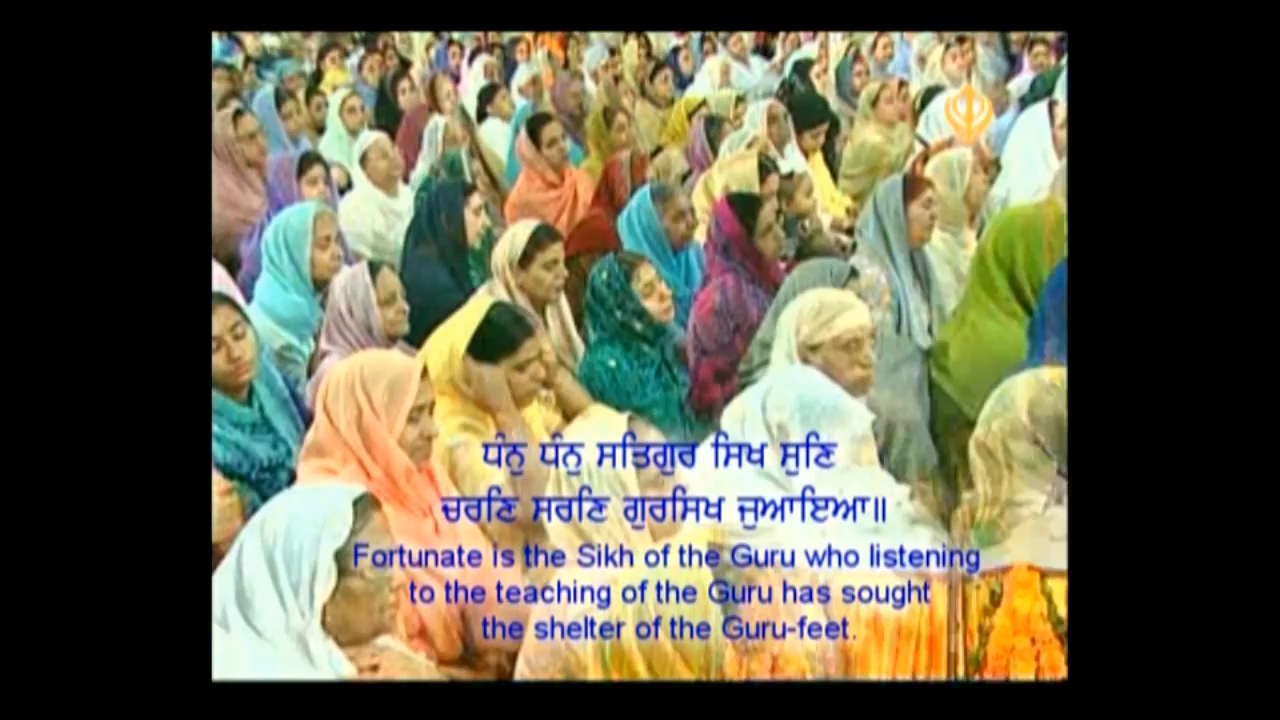 ਧੰਨੁ ਧੰਨੁ ਸਤਿਗੁਰ ਸਿਖ ਸੁਣਿ
ਚਰਣਿ ਸਰਣਿ ਗੁਰਸਿਖ ਜੁਆਇਆ॥
Fortunate is the Sikh of the Guru who listening
to the teaching of the Guru has sought
the shelter of the Guru-feet.